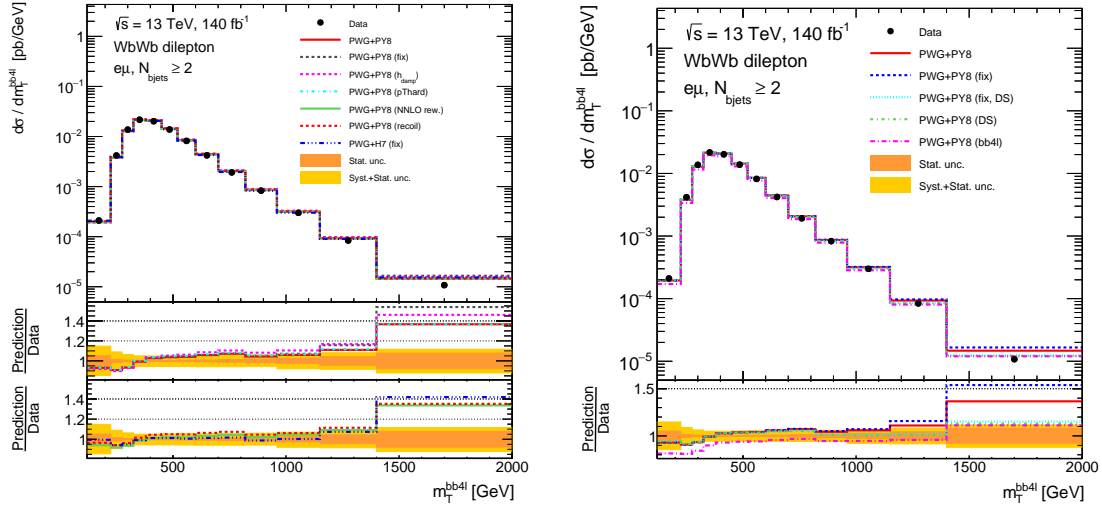 √s = 13 TeV, 140 fb⁻¹
WbWb dilepton
eμ, N_bjets ≥ 2
Data
PWG+PY8
PWG+PY8 (fix)
PWG+PY8 (h_damp)
PWG+PY8 (pThard)
PWG+PY8 (NNLO rew.)
PWG+PY8 (recoil)
PWG+H7 (fix)
Stat. unc.
Syst.+Stat. unc.
dσ / dm_T^bb4l [pb/GeV]
1
10⁻¹
10⁻²
10⁻³
10⁻⁴
10⁻⁵
Prediction
Data
1.4
1.2
1
Prediction
Data
1.4
1.2
1
500
1000
1500
2000
m_T^bb4l [GeV]
√s = 13 TeV, 140 fb⁻¹
WbWb dilepton
eμ, N_bjets ≥ 2
Data
PWG+PY8
PWG+PY8 (fix)
PWG+PY8 (fix, DS)
PWG+PY8 (DS)
PWG+PY8 (bb4l)
Stat. unc.
Syst.+Stat. unc.
dσ / dm_T^bb4l [pb/GeV]
1
10⁻¹
10⁻²
10⁻³
10⁻⁴
10⁻⁵
Prediction
Data
1.5
1
500
1000
1500
2000
m_T^bb4l [GeV]